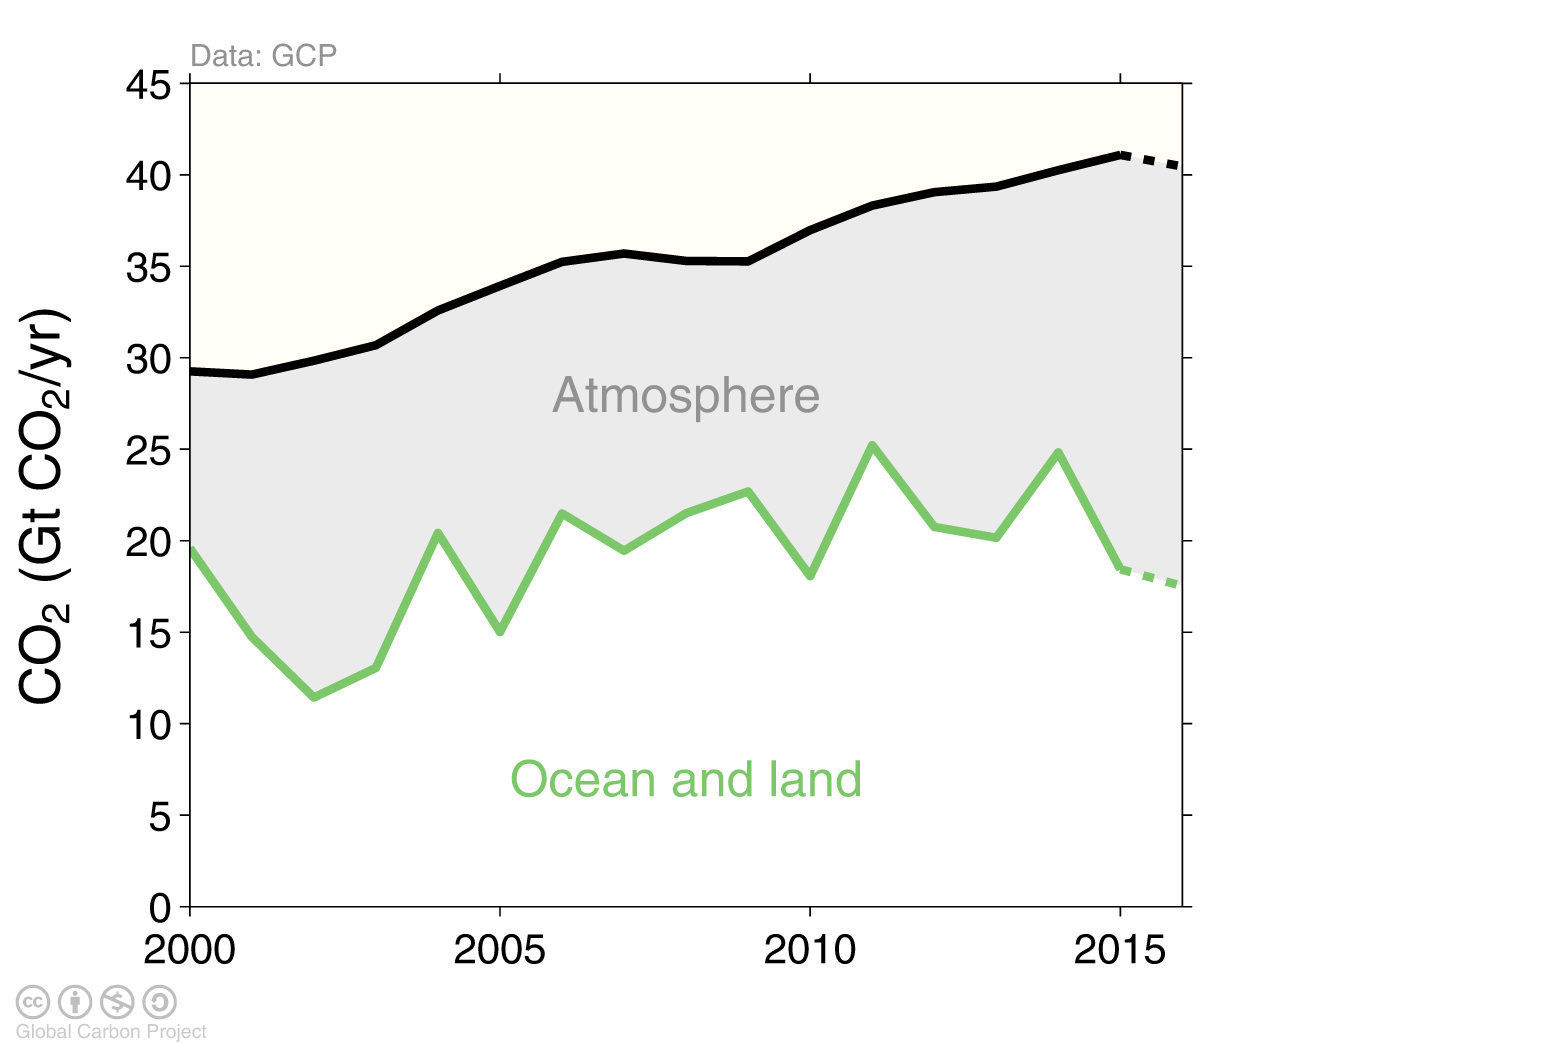 Data: GCP
45
40
35
30
25
20
15
10
5
0
CO₂ (Gt CO₂/yr)
Atmosphere
Ocean and land
2000 2005 2010 2015
cc
Global Carbon Project